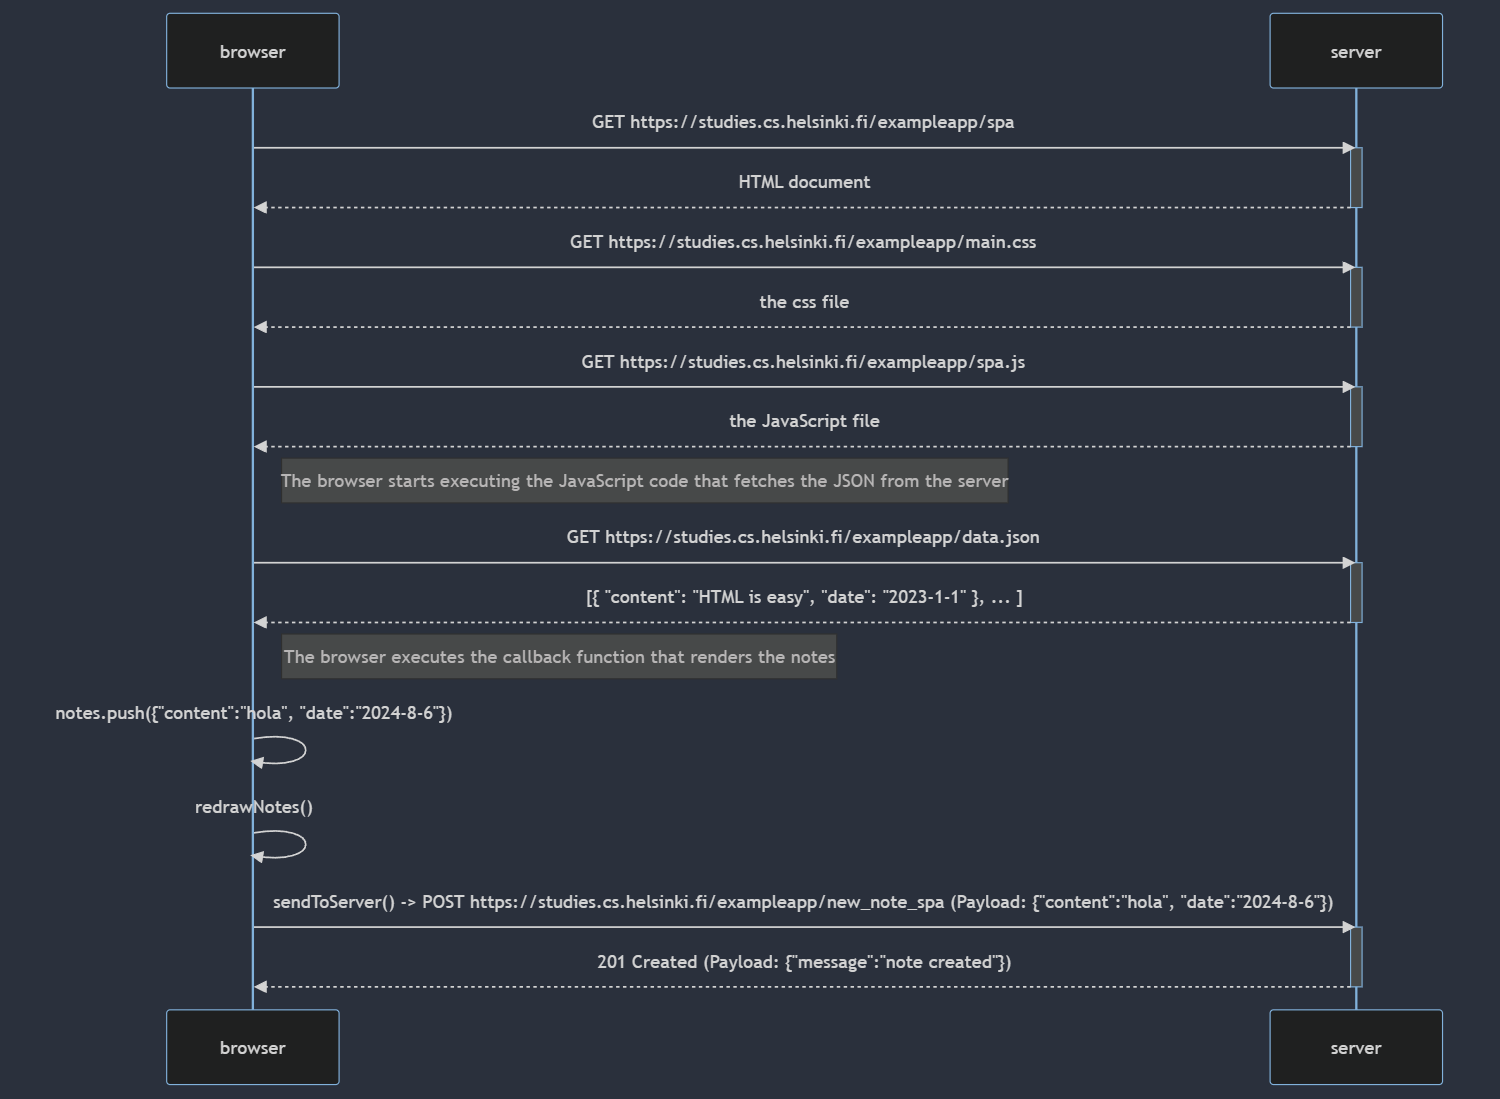 browser
server
GET https://studies.cs.helsinki.fi/exampleapp/spa
HTML document
GET https://studies.cs.helsinki.fi/exampleapp/main.css
the css file
GET https://studies.cs.helsinki.fi/exampleapp/spa.js
the JavaScript file
The browser starts executing the JavaScript code that fetches the JSON from the server
GET https://studies.cs.helsinki.fi/exampleapp/data.json
[{ "content": "HTML is easy", "date": "2023-1-1" }, ... ]
The browser executes the callback function that renders the notes
notes.push({"content":"hola", "date":"2024-8-6"})
redrawNotes()
sendToServer() -> POST https://studies.cs.helsinki.fi/exampleapp/new_note_spa (Payload: {"content":"hola", "date":"2024-8-6"})
201 Created (Payload: {"message":"note created"})
browser
server